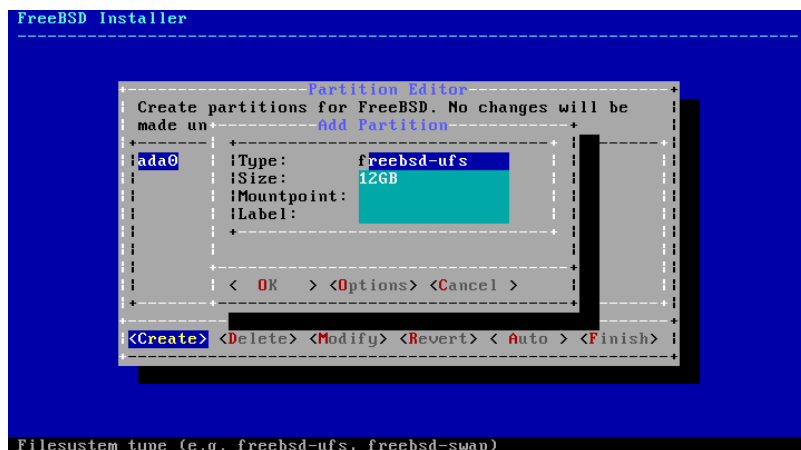 FreeBSD Installer
Partition Editor
Create partitions for FreeBSD. No changes will be
made un
Add Partition
ada0
Type: freebsd-ufs
Size: 12GB
Mountpoint:
Label:
< OK > <Options> <Cancel >
<Create> <Delete> <Modify> <Revert> < Auto > <Finish>
Filesustem type (e.g. freebsd-ufs, freebsd-swap)